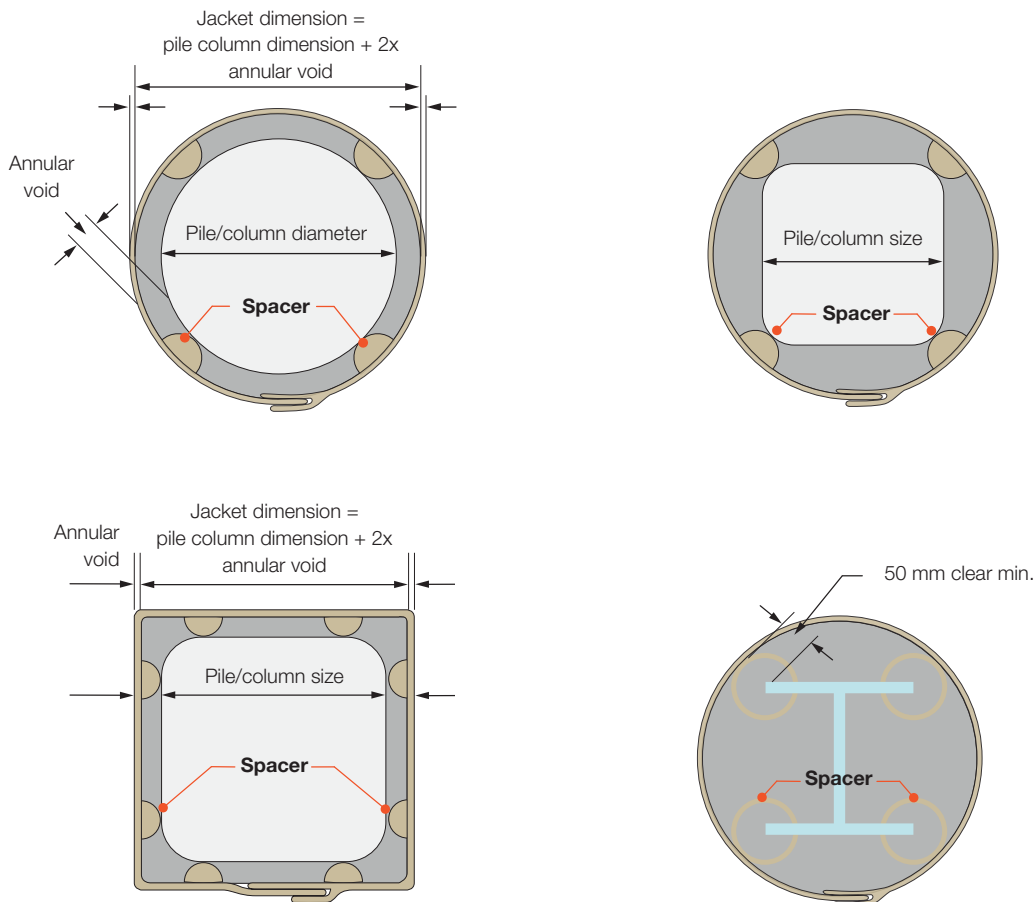 Jacket dimension =
pile column dimension + 2x
annular void
Annular
void
Pile/column diameter
Spacer
Pile/column size
Spacer
Jacket dimension =
pile column dimension + 2x
annular void
Annular
void
Pile/column size
Spacer
50 mm clear min.
Spacer